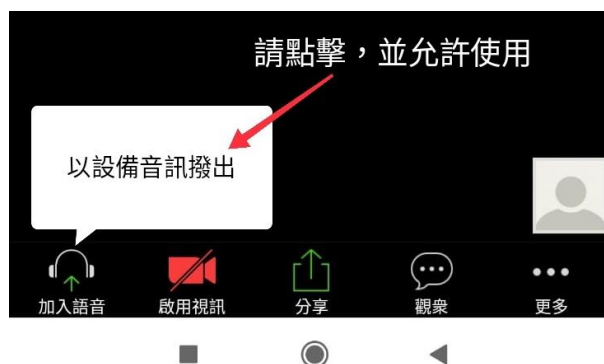 請點擊，並允許使用
以設備音訊撥出
加入語音
啟用視訊
分享
觀衆
更多